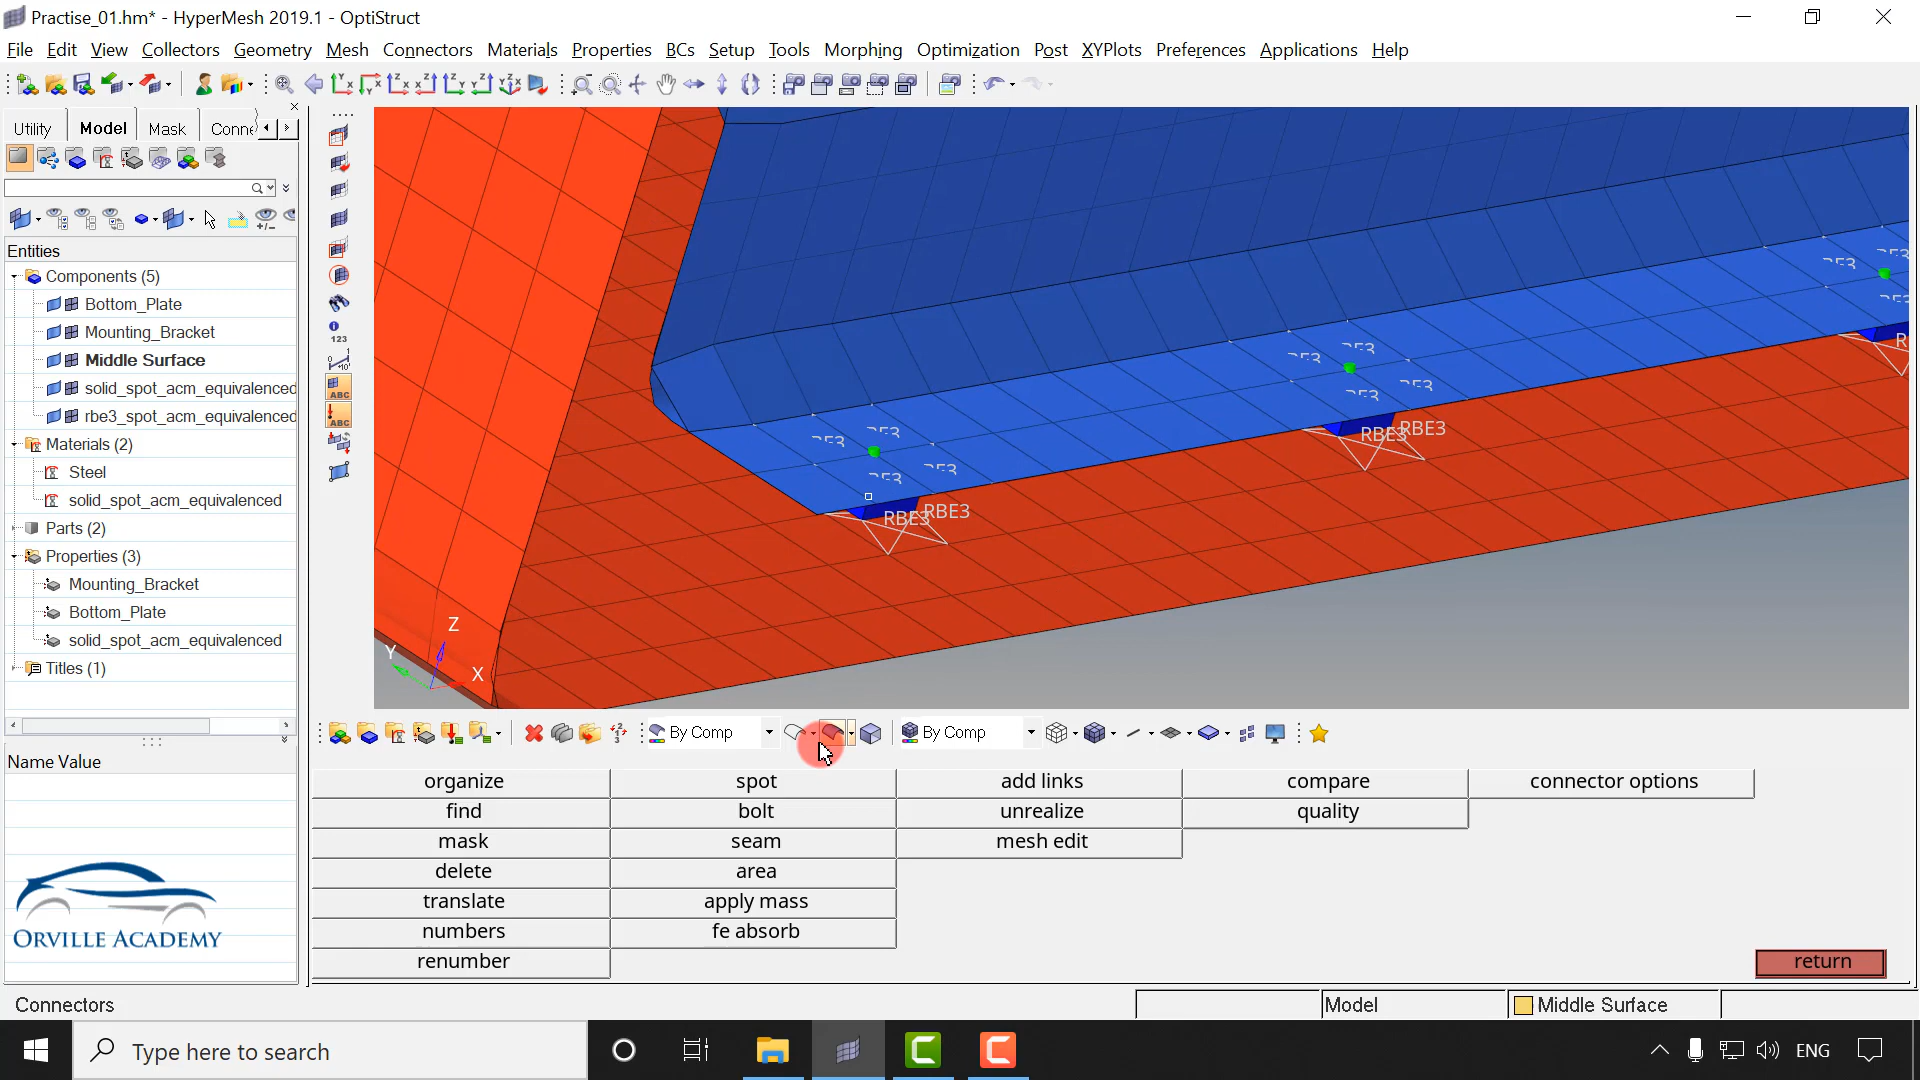 Practise_01.hm* - HyperMesh 2019.1 - OptiStruct
File Edit View Collectors Geometry Mesh Connectors Materials Properties BCs Setup Tools Morphing Optimization Post XYPlots Preferences Applications Help
Utility Model Mask Conne
Entities
Components (5)
Bottom_Plate
Mounting_Bracket
Middle Surface
solid_spot_acm_equivalenced
rbe3_spot_acm_equivalenced
Materials (2)
Steel
solid_spot_acm_equivalenced
Parts (2)
Properties (3)
Mounting_Bracket
Bottom_Plate
solid_spot_acm_equivalenced
Titles (1)
Name Value
ORVILLE ACADEMY
123
ABC
ABC
RBE3 RBE3
RBE3 RBE3
Z
Y
X
By Comp
By Comp
organize spot add links compare connector options
find bolt unrealize quality
mask seam mesh edit
delete area
translate apply mass
numbers fe absorb
renumber
return
Connectors Model Middle Surface
Type here to search
ENG